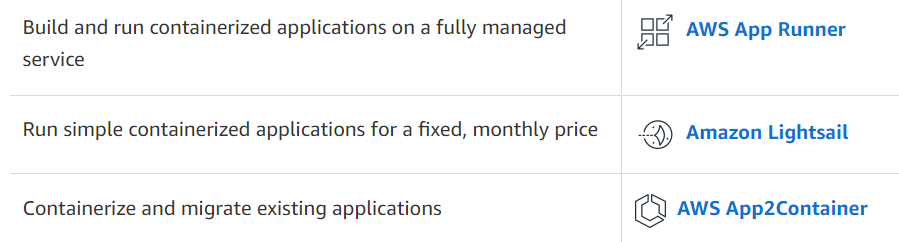 Build and run containerized applications on a fully managed
service
AWS App Runner
Run simple containerized applications for a fixed, monthly price
Amazon Lightsail
Containerize and migrate existing applications
AWS App2Container